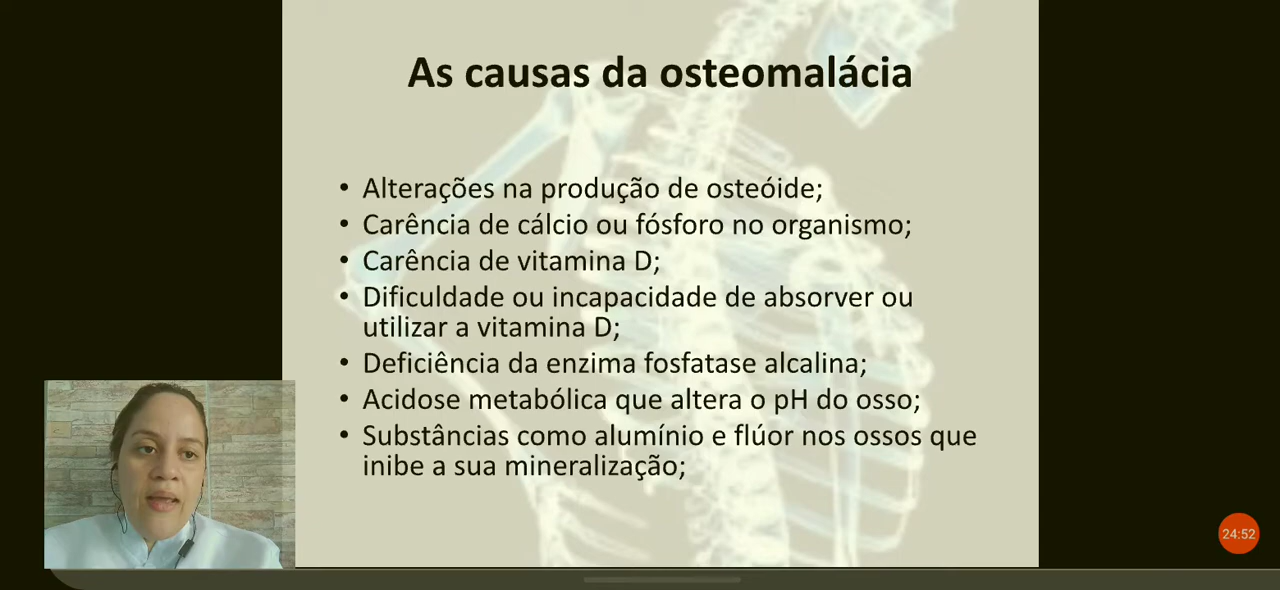 As causas da osteomalácia
• Alterações na produção de osteóide;
• Carência de cálcio ou fósforo no organismo;
• Carência de vitamina D;
• Dificuldade ou incapacidade de absorver ou
utilizar a vitamina D;
• Deficiência da enzima fosfatase alcalina;
• Acidose metabólica que altera o pH do osso;
• Substâncias como alumínio e flúor nos ossos que
inibe a sua mineralização;
24:52